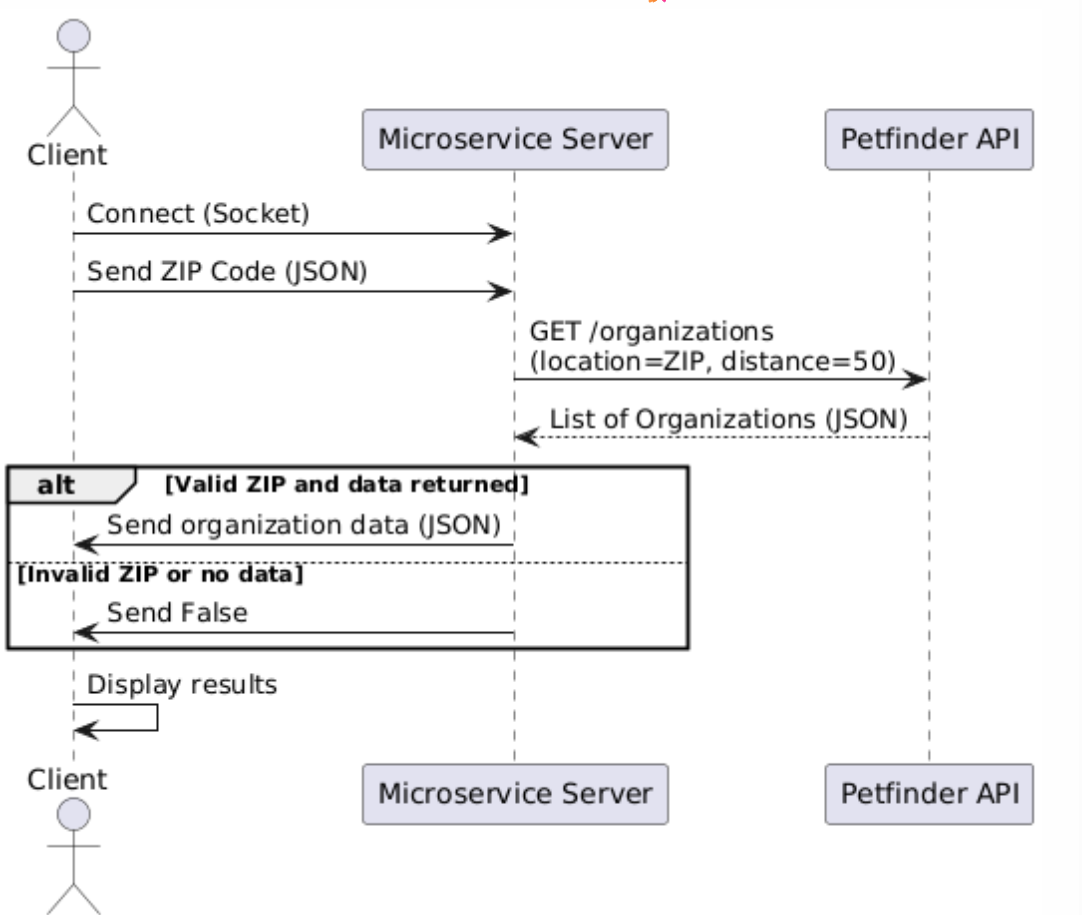 Client
Microservice Server
Petfinder API
Connect (Socket)
Send ZIP Code (JSON)
GET /organizations
(location=ZIP, distance=50)
List of Organizations (JSON)
alt
[Valid ZIP and data returned]
Send organization data (JSON)
[Invalid ZIP or no data]
Send False
Display results
Client
Microservice Server
Petfinder API